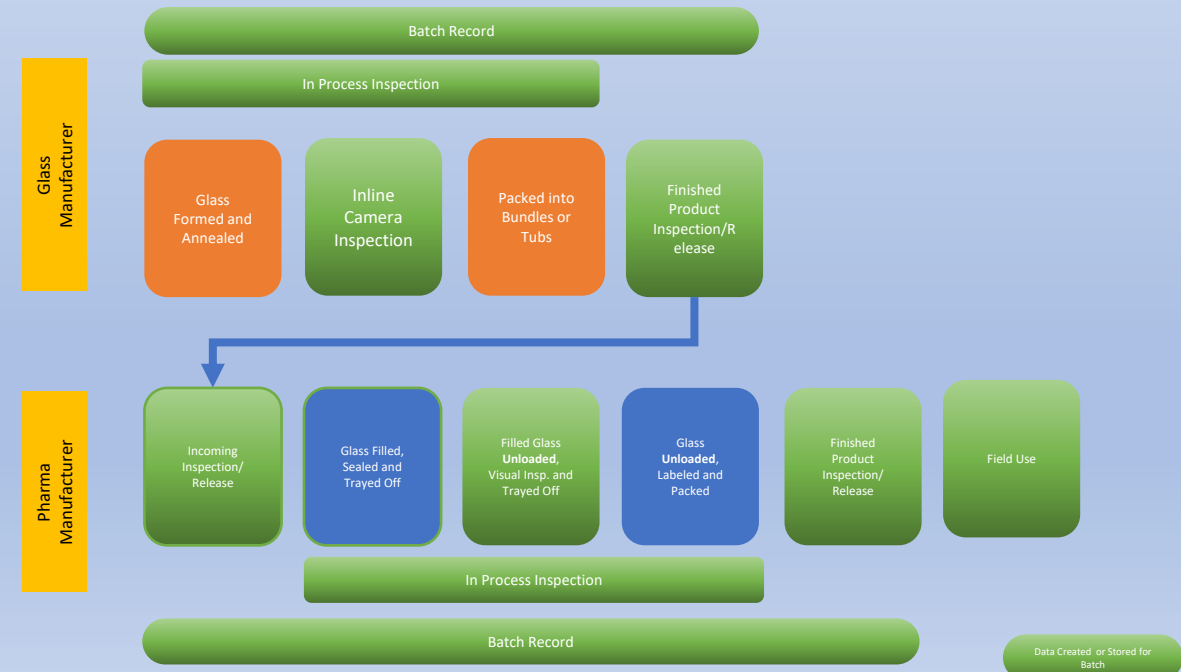 Batch Record
In Process Inspection
Glass
Manufacturer
Glass
Formed and
Annealed
Inline
Camera
Inspection
Packed into
Bundles or
Tubs
Finished
Product
Inspection/R
elease
Pharma
Manufacturer
Incoming
Inspection/
Release
Glass Filled,
Sealed and
Trayed Off
Filled Glass
Unloaded,
Visual Insp. and
Trayed Off
Glass
Unloaded,
Labeled and
Packed
Finished
Product
Inspection/
Release
Field Use
In Process Inspection
Batch Record
Data Created or Stored for
Batch